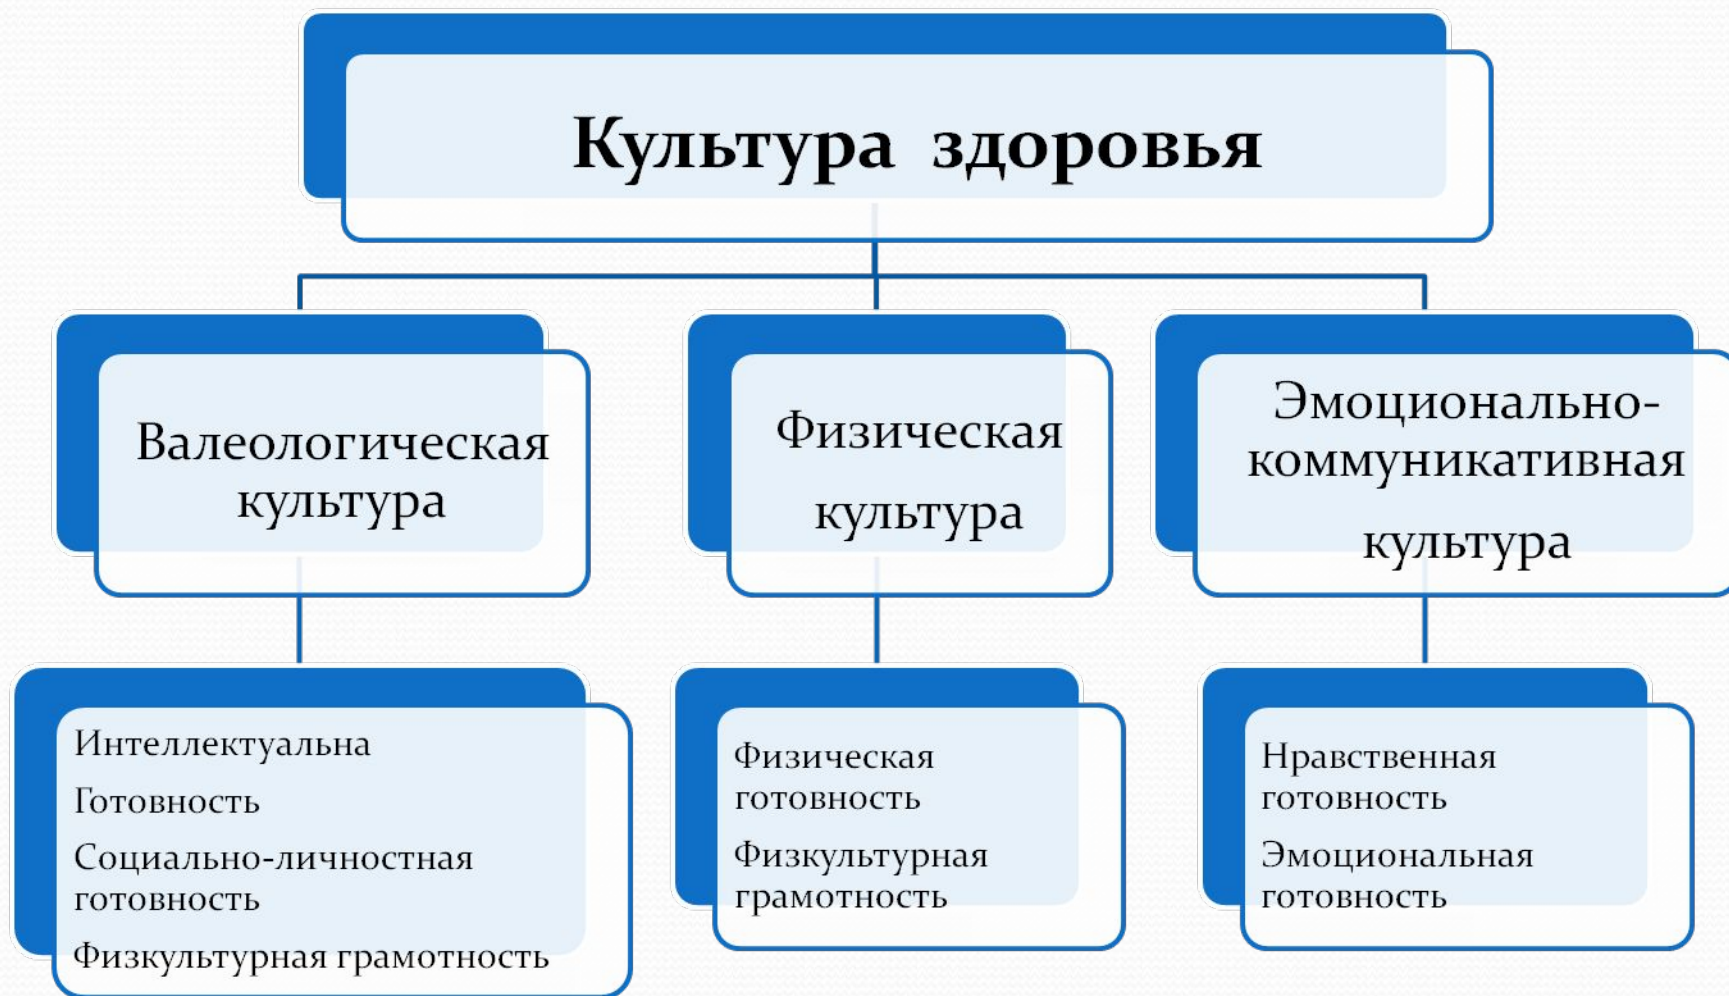 Культура здоровья
Валеологическая
культура
Физическая
культура
Эмоционально-
коммуникативная
культура
Интеллектуальна
Готовность
Социально-личностная
готовность
Физкультурная грамотность
Физическая
готовность
Физкультурная
грамотность
Нравственная
готовность
Эмоциональная
готовность